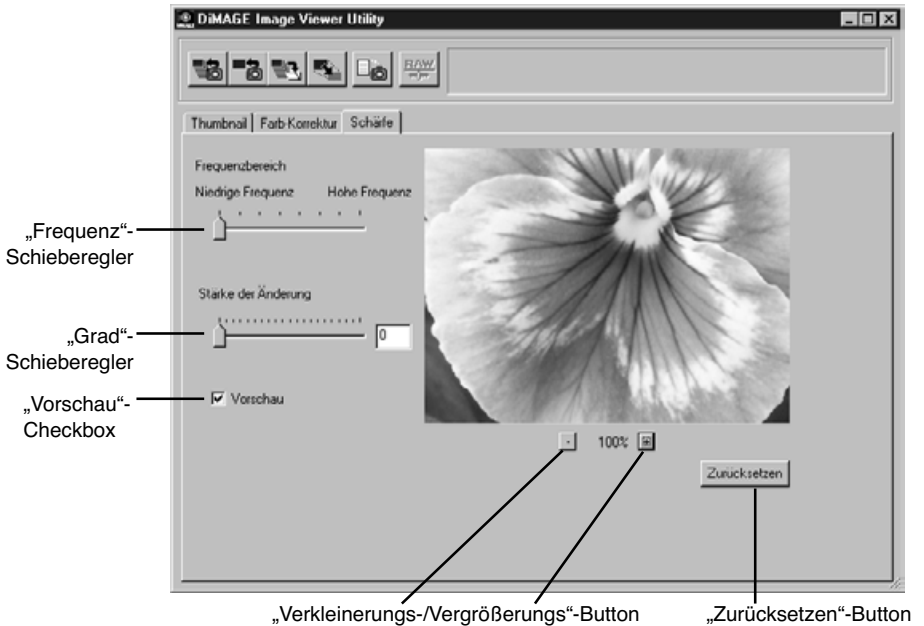 DiMAGE Image Viewer Utility
RAW
Thumbnail Farb-Korrektur Schärfe
Frequenzbereich
Niedrige Frequenz Hohe Frequenz
„Frequenz“-
Schieberegler
Stärke der Änderung
„Grad“-
Schieberegler
0
„Vorschau“-
Checkbox
Vorschau
- 100% +
Zurücksetzen
„Verkleinerungs-/Vergrößerungs“-Button „Zurücksetzen“-Button